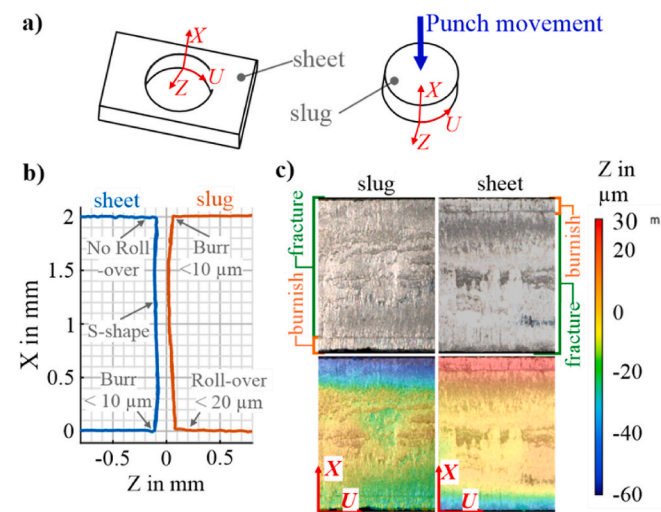 a)
X
U
Z
sheet
slug
Punch movement
X
U
Z
b)
sheet
slug
2
1.5
1
0.5
0
X in mm
No Roll
-over
Burr
<10 µm
S-shape
Burr
< 10 µm
Roll-over
< 20 µm
-0.5
0
0.5
Z in mm
c)
slug
sheet
fracture
burnish
burnish
fracture
X
U
X
U
Z in
µm
30 m
20
0
-20
-40
-60